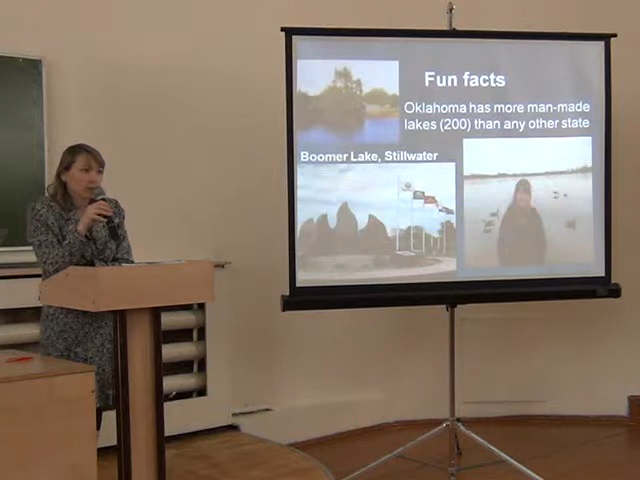 Fun facts
Oklahoma has more man-made
lakes (200) than any other state
Boomer Lake, Stillwater